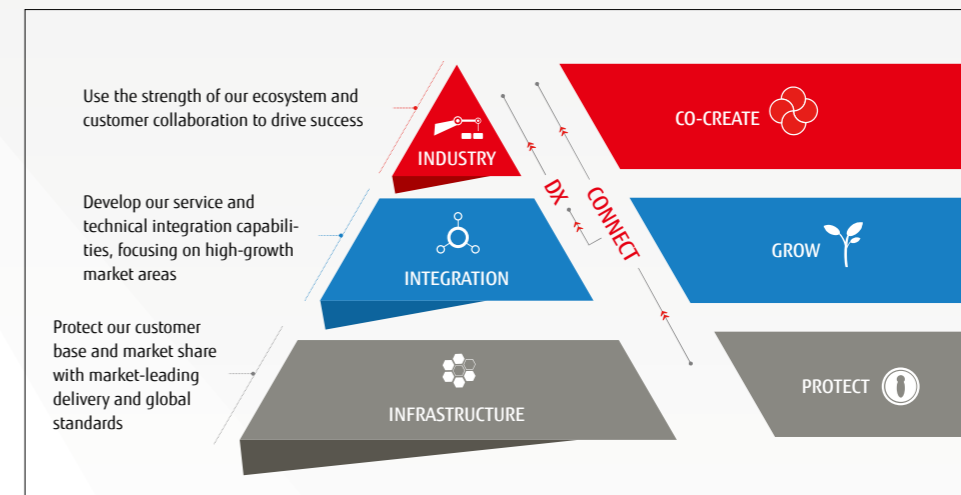 Use the strength of our ecosystem and
customer collaboration to drive success
INDUSTRY
CO-CREATE
DX
CONNECT
Develop our service and
technical integration capabili-
ties, focusing on high-growth
market areas
INTEGRATION
GROW
Protect our customer
base and market share
with market-leading
delivery and global
standards
INFRASTRUCTURE
PROTECT